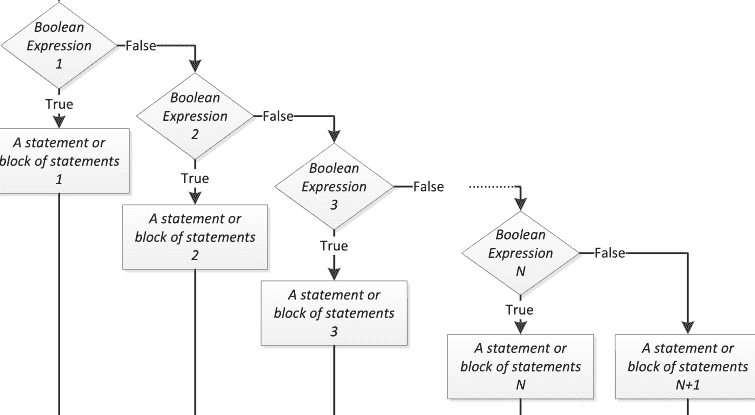 Boolean
Expression
1
False
True
A statement or
block of statements
1
Boolean
Expression
2
False
True
A statement or
block of statements
2
Boolean
Expression
3
False
True
A statement or
block of statements
3
Boolean
Expression
N
False
True
A statement or
block of statements
N
A statement or
block of statements
N+1